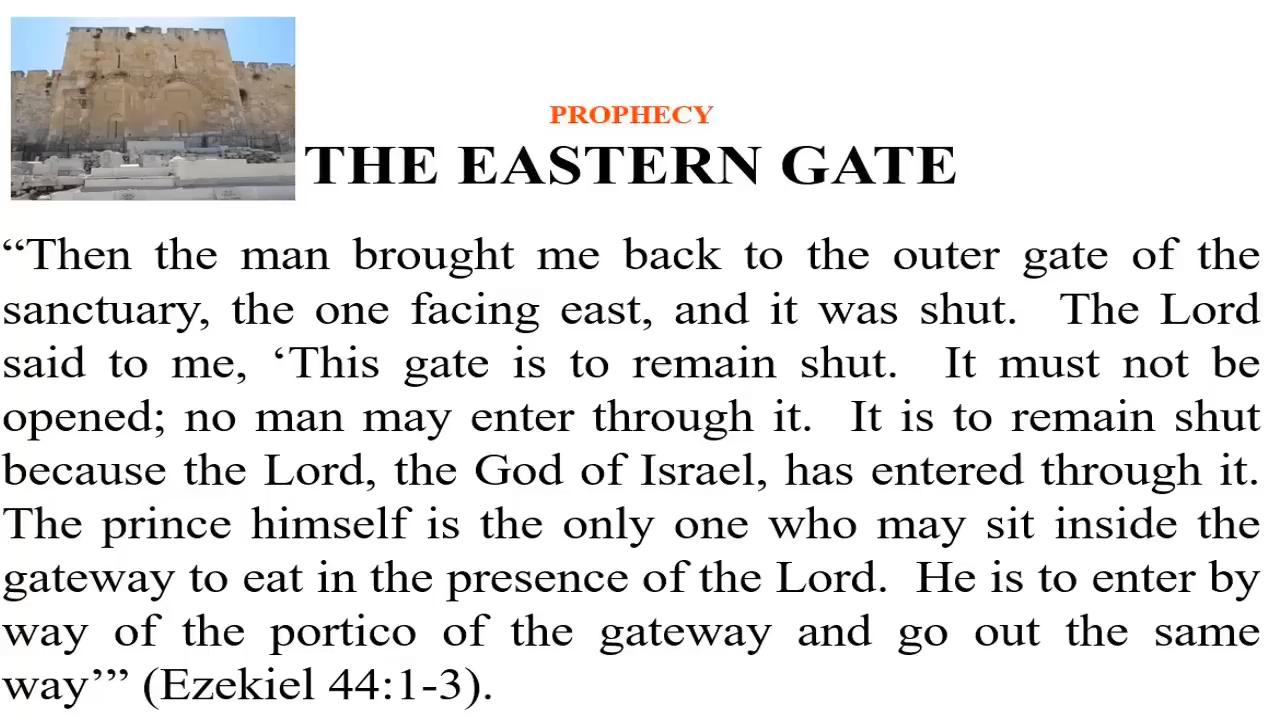 PROPHECY
THE EASTERN GATE
“Then the man brought me back to the outer gate of the
sanctuary, the one facing east, and it was shut.  The Lord
said to me, ‘This gate is to remain shut.  It must not be
opened; no man may enter through it.  It is to remain shut
because the Lord, the God of Israel, has entered through it.
The prince himself is the only one who may sit inside the
gateway to eat in the presence of the Lord.  He is to enter by
way of the portico of the gateway and go out the same
way’” (Ezekiel 44:1-3).